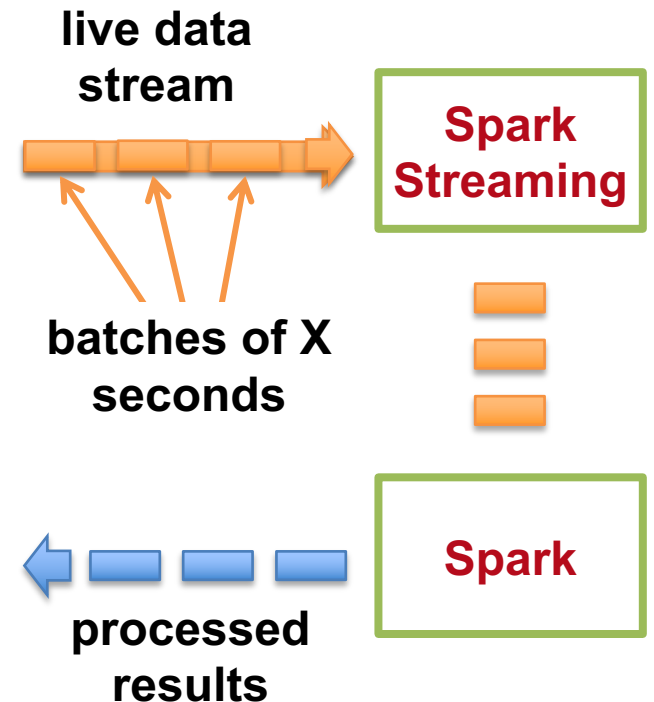 live data
stream
Spark
Streaming
batches of X
seconds
Spark
processed
results